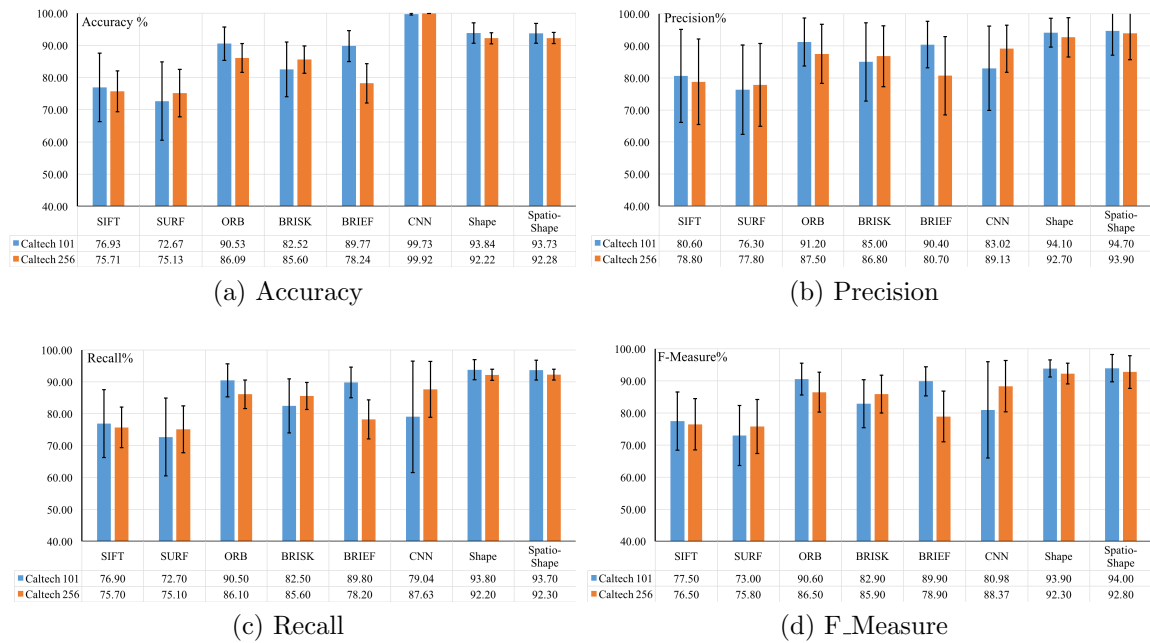 Accuracy %
100.00
90.00
80.00
70.00
60.00
50.00
40.00
SIFT SURF ORB BRISK BRIEF CNN Shape Spatio-
Shape
Caltech 101 76.93 72.67 90.53 82.52 89.77 99.73 93.84 93.73
Caltech 256 75.71 75.13 86.09 85.60 78.24 99.92 92.22 92.28
(a) Accuracy
Precision%
100.00
90.00
80.00
70.00
60.00
50.00
40.00
SIFT SURF ORB BRISK BRIEF CNN Shape Spatio-
Shape
Caltech 101 80.60 76.30 91.20 85.00 90.40 83.02 94.10 94.70
Caltech 256 78.80 77.80 87.50 86.80 80.70 89.13 92.70 93.90
(b) Precision
Recall%
100.00
90.00
80.00
70.00
60.00
50.00
40.00
SIFT SURF ORB BRISK BRIEF CNN Shape Spatio-
Shape
Caltech 101 76.90 72.70 90.50 82.50 89.80 79.04 93.80 93.70
Caltech 256 75.70 75.10 86.10 85.60 78.20 87.63 92.20 92.30
(c) Recall
F-Measure%
100.00
90.00
80.00
70.00
60.00
50.00
40.00
SIFT SURF ORB BRISK BRIEF CNN Shape Spatio-
Shape
Caltech 101 77.50 73.00 90.60 82.90 89.90 80.98 93.90 94.00
Caltech 256 76.50 75.80 86.50 85.90 78.90 88.37 92.30 92.80
(d) F_Measure